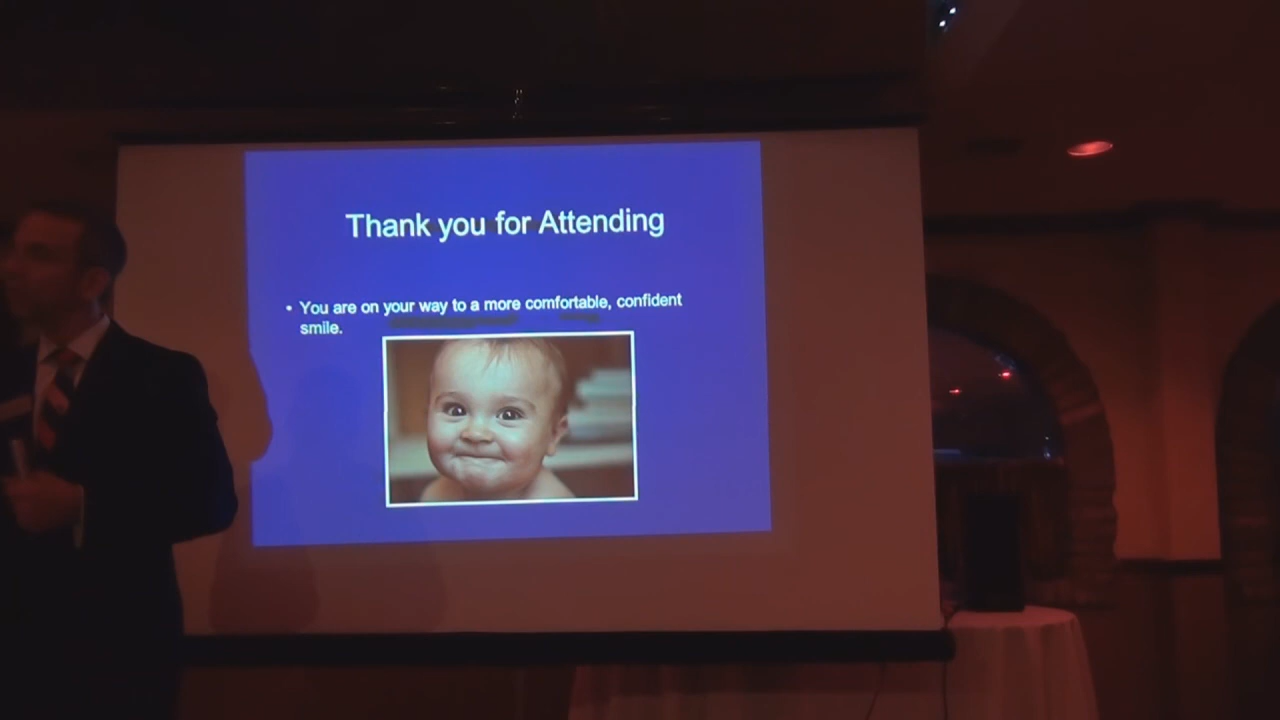 Thank you for Attending
• You are on your way to a more comfortable, confident
smile.